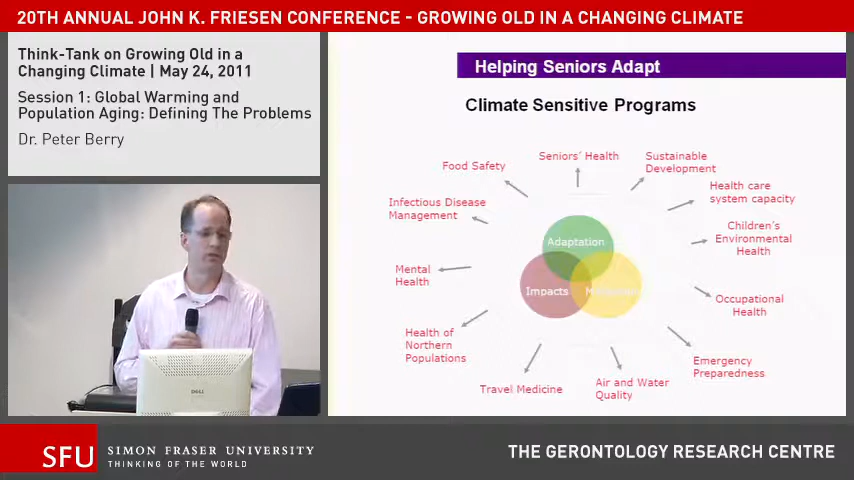 20TH ANNUAL JOHN K. FRIESEN CONFERENCE - GROWING OLD IN A CHANGING CLIMATE
Think-Tank on Growing Old in a
Changing Climate | May 24, 2011
Session 1: Global Warming and
Population Aging: Defining The Problems
Dr. Peter Berry
Helping Seniors Adapt
Climate Sensitive Programs
Food Safety
Seniors' Health
Sustainable
Development
Infectious Disease
Management
Health care
system capacity
Children's
Environmental
Health
Mental
Health
Adaptation
Impacts
Occupational
Health
Health of
Northern
Populations
Emergency
Preparedness
Travel Medicine
Air and Water
Quality
DELL
SFU
SIMON FRASER UNIVERSITY
THINKING OF THE WORLD
THE GERONTOLOGY RESEARCH CENTRE